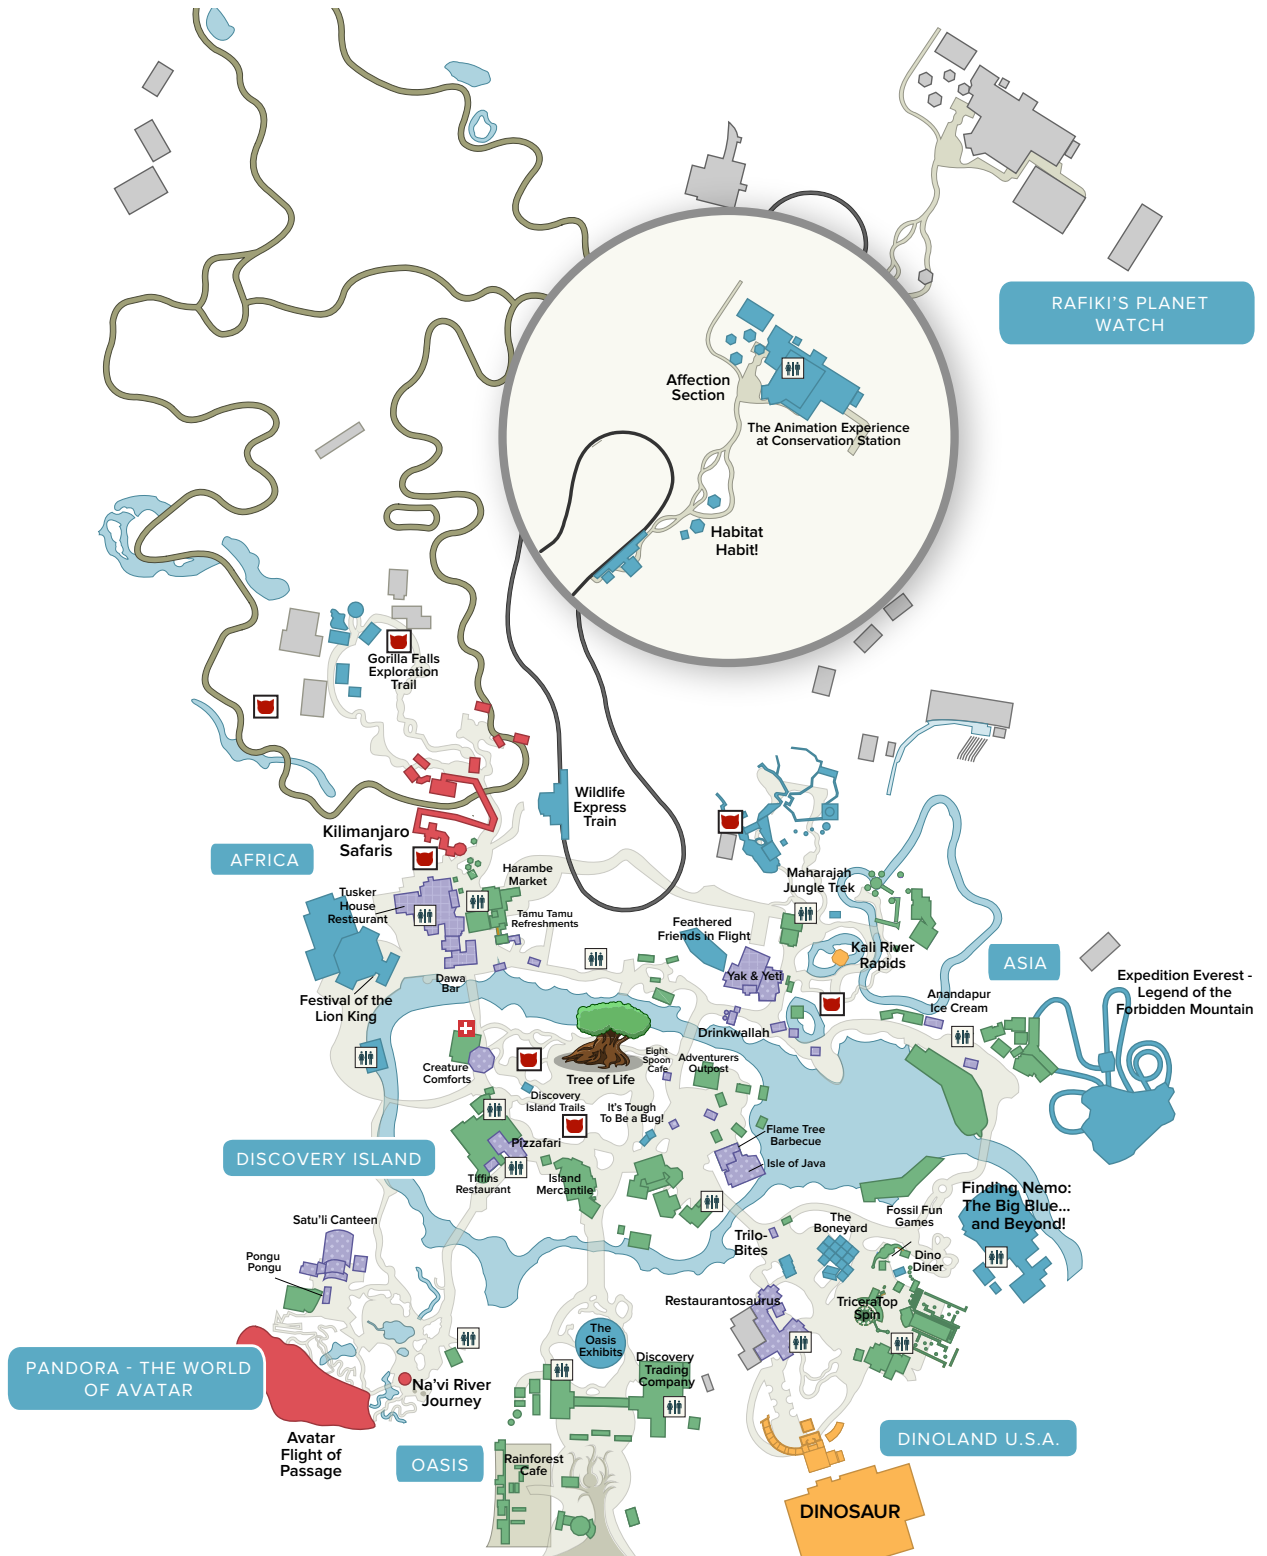 RAFIKI'S PLANET
WATCH
Affection
Section
The Animation Experience
at Conservation Station
Habitat
Habit!
Gorilla Falls
Exploration
Trail
Wildlife
Express
Train
Kilimanjaro
Safaris
AFRICA
Harambe
Market
Maharajah
Jungle Trek
Tusker
House
Restaurant
Tamu Tamu
Refreshments
Feathered
Friends in Flight
Kali River
Rapids
ASIA
Yak & Yeti
Dawa
Bar
Expedition Everest -
Legend of the
Forbidden Mountain
Festival of the
Lion King
Anandapur
Ice Cream
Drinkwallah
Eight
Spoon
Cafe
Adventurers
Outpost
Creature
Comforts
Tree of Life
Discovery
Island Trails
It's Tough
To Be a Bug!
Pizzafari
Flame Tree
Barbecue
Isle of Java
DISCOVERY ISLAND
Tiffins
Restaurant
Island
Mercantile
Finding Nemo:
The Big Blue...
and Beyond!
Satu'li Canteen
Fossil Fun
Games
The
Boneyard
Trilo-
Bites
Dino
Diner
Pongu
Pongu
Restaurantosaurus
TriceraTop
Spin
The
Oasis
Exhibits
Discovery
Trading
Company
PANDORA - THE WORLD
OF AVATAR
Na'vi River
Journey
Avatar
Flight of
Passage
OASIS
Rainforest
Cafe
DINOLAND U.S.A.
DINOSAUR